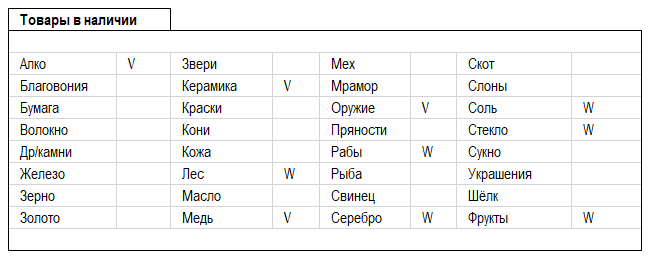 Товары в наличии
Алко V Звери Мех Скот
Благовония Керамика V Мрамор Слоны
Бумага Краски Оружие V Соль W
Волокно Кони Пряности Стекло W
Др/камни Кожа Рабы W Сукно
Железо Лес W Рыба Украшения
Зерно Масло Свинец Шёлк
Золото Медь V Серебро W Фрукты W